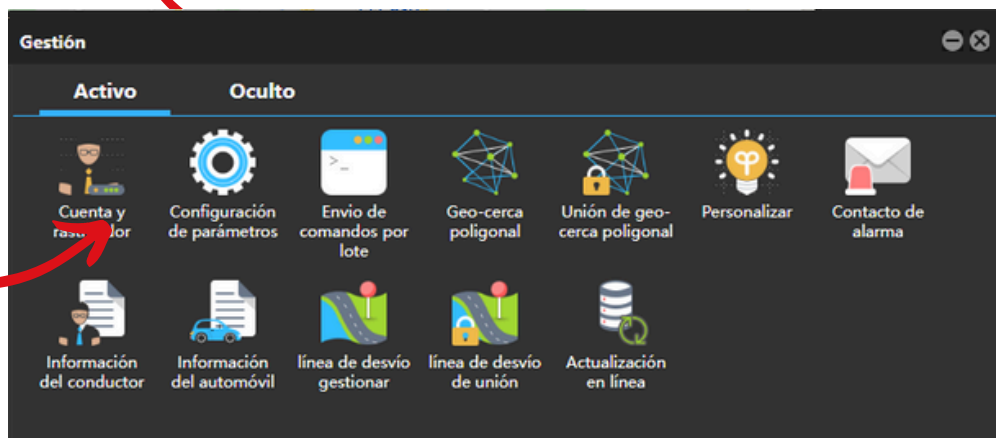 Gestión
Activo Oculto
Cuenta y
Configuración
de parámetros
Envio de
comandos por
lote
Geo-cerca
poligonal
Unión de geo-
cerca poligonal
Personalizar
Contacto de
alarma
Información
del conductor
Información
del automóvil
línea de desvío
gestionar
línea de desvío
de unión
Actualización
en línea